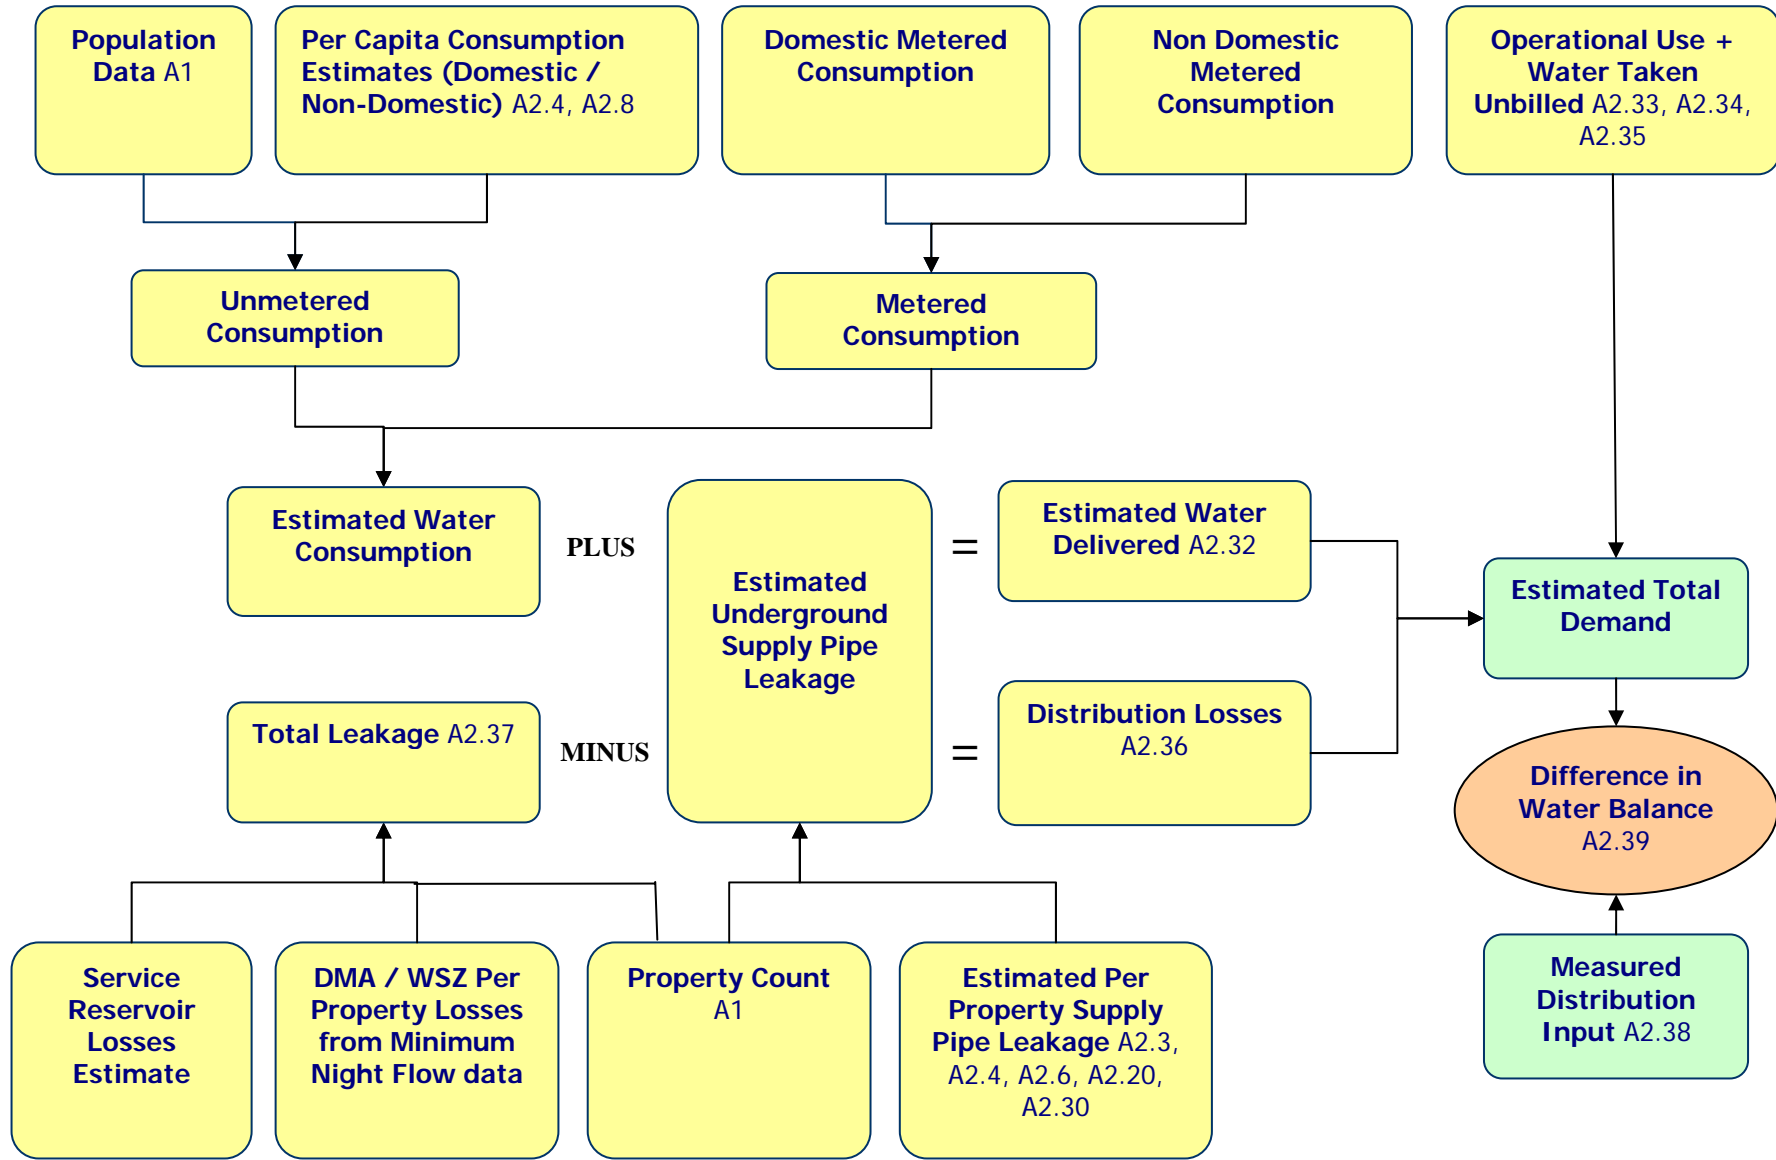 Population
Data A1
Per Capita Consumption
Estimates (Domestic /
Non-Domestic) A2.4, A2.8
Domestic Metered
Consumption
Non Domestic
Metered
Consumption
Operational Use +
Water Taken
Unbilled A2.33, A2.34,
A2.35
Unmetered
Consumption
Metered
Consumption
Estimated Water
Consumption
PLUS
Estimated
Underground
Supply Pipe
Leakage
=
Estimated Water
Delivered A2.32
Estimated Total
Demand
Total Leakage A2.37
MINUS
=
Distribution Losses
A2.36
Difference in
Water Balance
A2.39
Service
Reservoir
Losses
Estimate
DMA / WSZ Per
Property Losses
from Minimum
Night Flow data
Property Count
A1
Estimated Per
Property Supply
Pipe Leakage A2.3,
A2.4, A2.6, A2.20,
A2.30
Measured
Distribution
Input A2.38